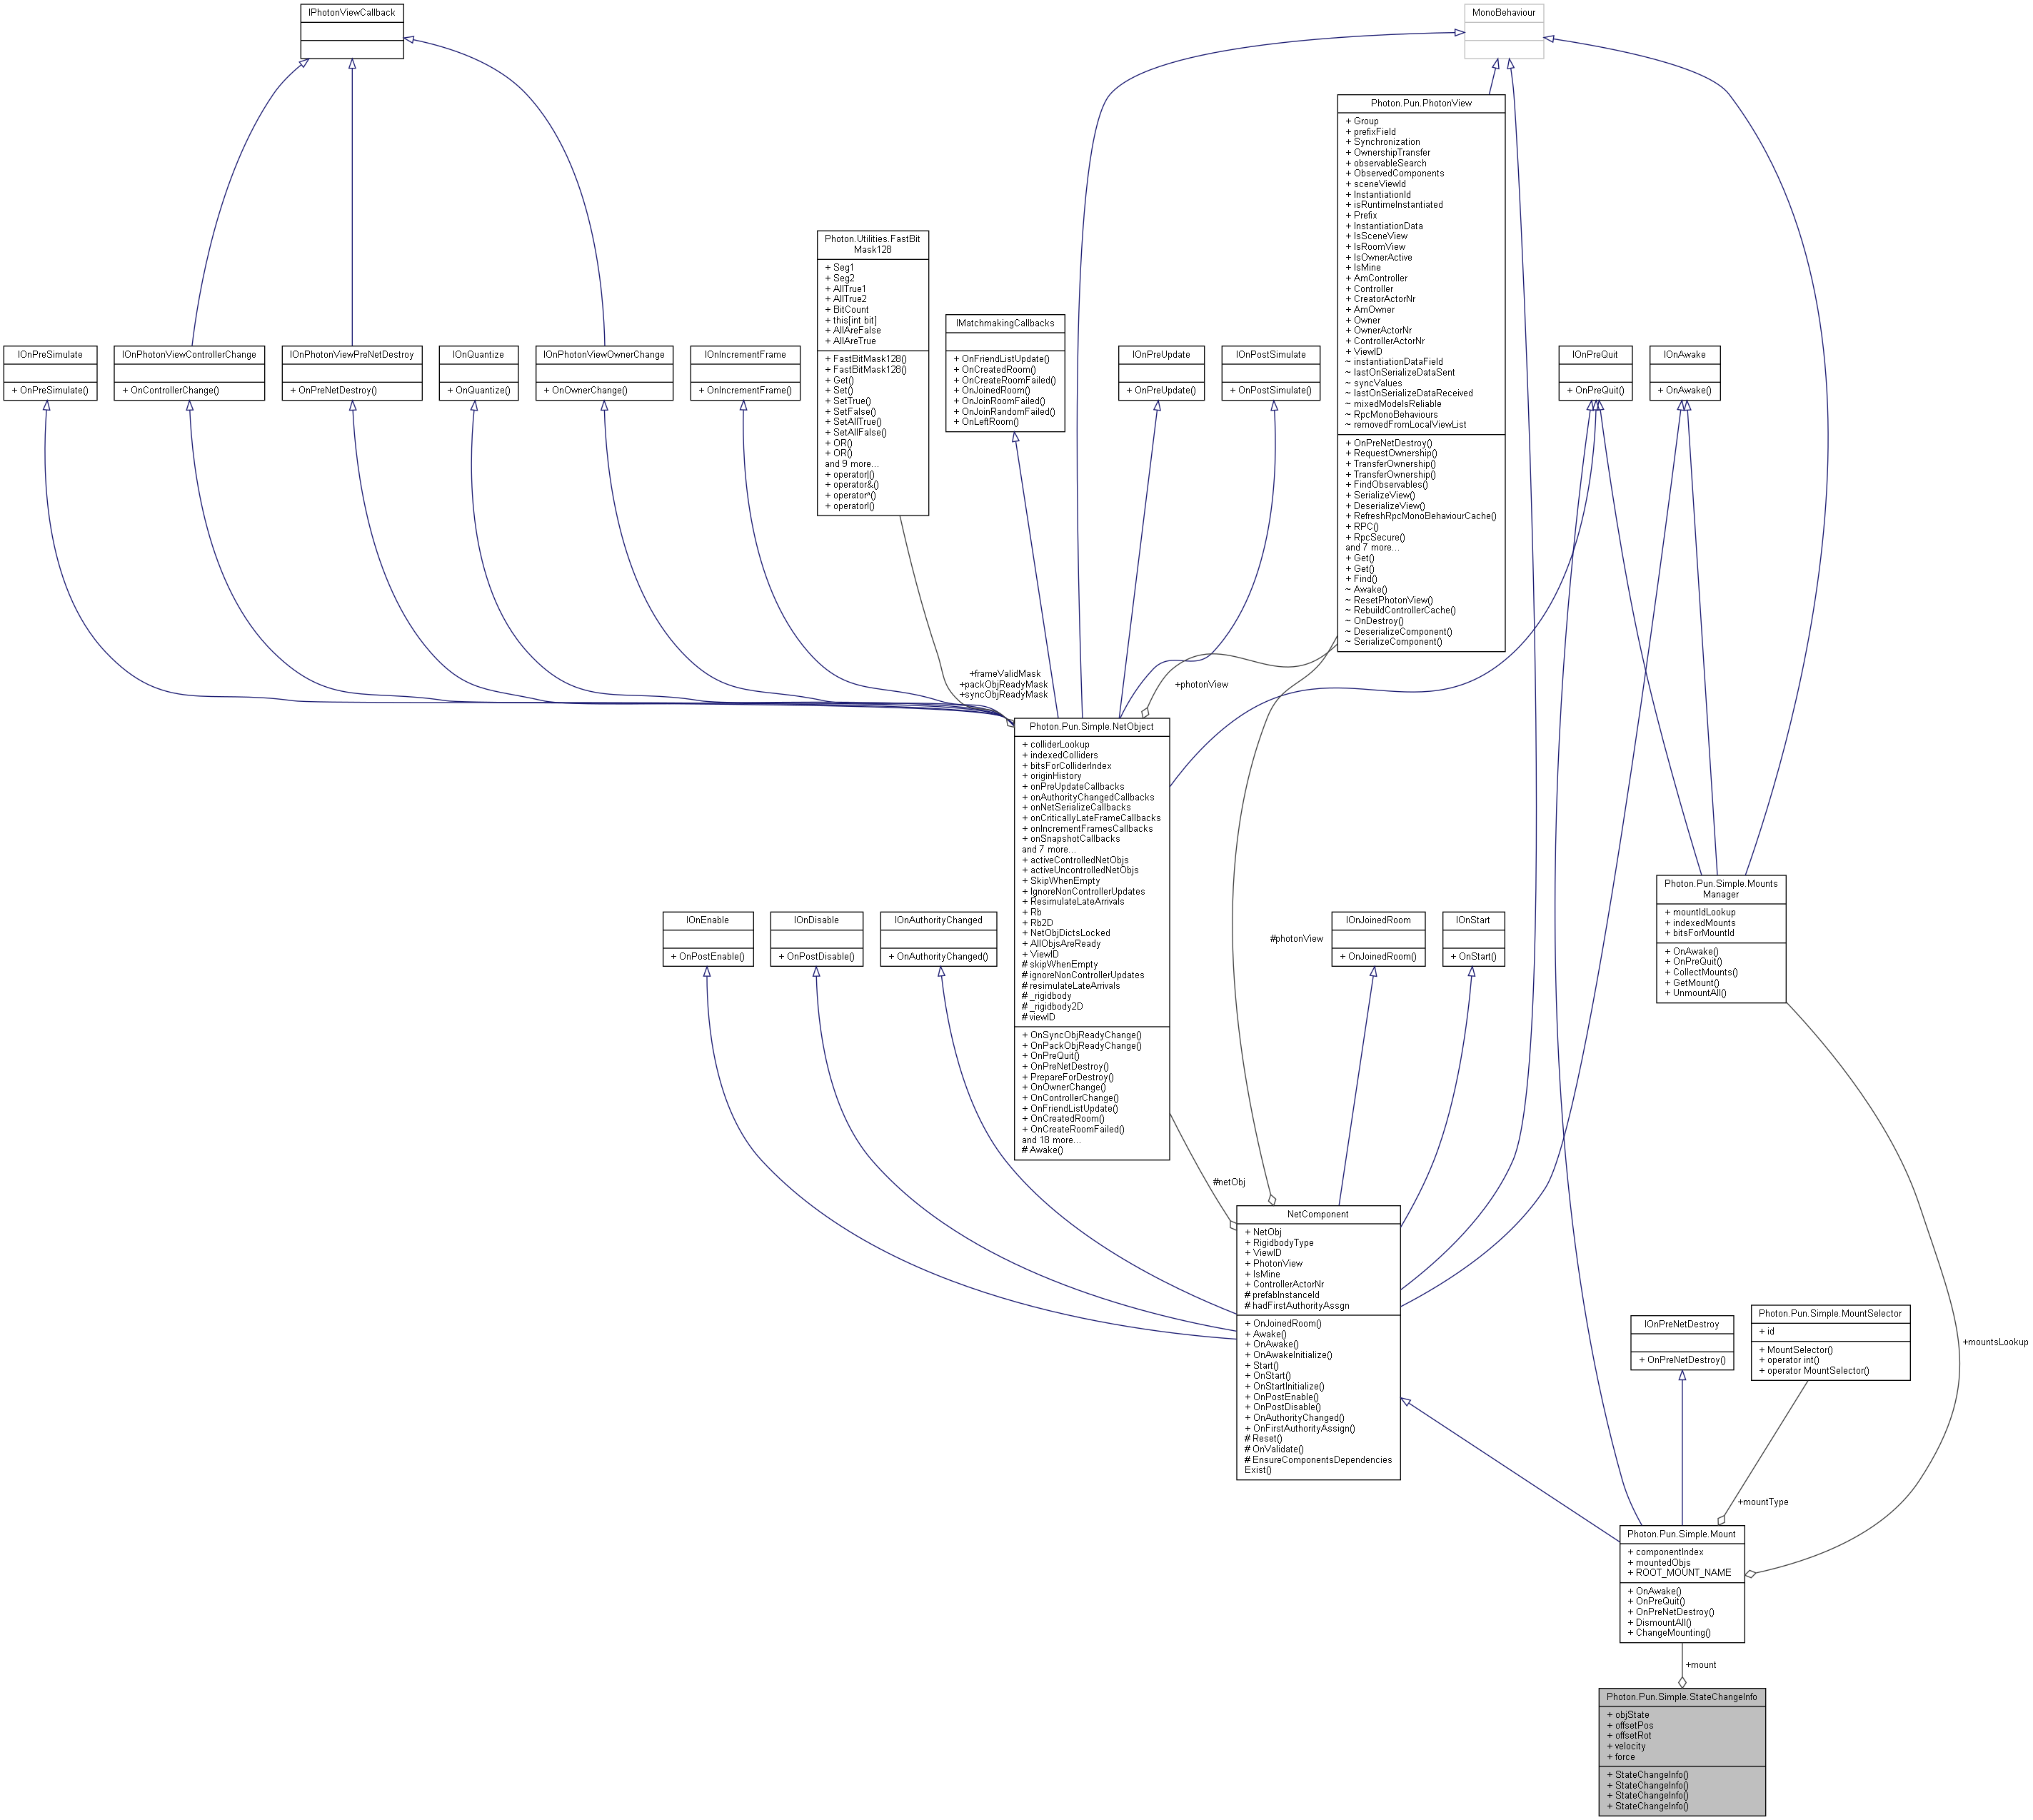 IPhotonViewCallback
MonoBehaviour
Photon.Pun.PhotonView
+ Group
+ prefixField
+ Synchronization
+ OwnershipTransfer
+ observableSearch
+ ObservedComponents
+ sceneViewId
+ InstantiationId
+ isRuntimeInstantiated
+ Prefix
+ InstantiationData
+ IsSceneView
+ IsRoomView
+ IsOwnerActive
+ IsMine
+ AmController
+ Controller
+ CreatorActorNr
+ AmOwner
+ Owner
+ OwnerActorNr
+ ControllerActorNr
+ ViewID
~ instantiationDataField
~ lastOnSerializeDataSent
~ syncValues
~ lastOnSerializeDataReceived
~ mixedModeIsReliable
~ RpcMonoBehaviours
~ removedFromLocalViewList
+ OnPreNetDestroy()
+ RequestOwnership()
+ TransferOwnership()
+ TransferOwnership()
+ FindObservables()
+ SerializeView()
+ DeserializeView()
+ RefreshRpcMonoBehaviourCache()
+ RPC()
+ RpcSecure()
and 7 more...
+ Get()
+ Get()
+ Find()
~ Awake()
~ ResetPhotonView()
~ RebuildControllerCache()
~ OnDestroy()
~ DeserializeComponent()
~ SerializeComponent()
Photon.Utilities.FastBit
Mask128
+ Seg1
+ Seg2
+ AllTrue1
+ AllTrue2
+ BitCount
+ this[int bit]
+ AllAreFalse
+ AllAreTrue
+ FastBitMask128()
+ FastBitMask128()
+ Get()
+ Set()
+ SetTrue()
+ SetFalse()
+ SetAllTrue()
+ SetAllFalse()
+ OR()
+ OR()
and 9 more...
+ operator|()
+ operator&()
+ operator^()
+ operator!()
IMatchmakingCallbacks
+ OnFriendListUpdate()
+ OnCreatedRoom()
+ OnCreateRoomFailed()
+ OnJoinedRoom()
+ OnJoinRoomFailed()
+ OnJoinRandomFailed()
+ OnLeftRoom()
IOnPreSimulate
+ OnPreSimulate()
IOnPhotonViewControllerChange
+ OnControllerChange()
IOnPhotonViewPreNetDestroy
+ OnPreNetDestroy()
IOnQuantize
+ OnQuantize()
IOnPhotonViewOwnerChange
+ OnOwnerChange()
IOnIncrementFrame
+ OnIncrementFrame()
IOnPreUpdate
+ OnPreUpdate()
IOnPostSimulate
+ OnPostSimulate()
IOnPreQuit
+ OnPreQuit()
IOnAwake
+ OnAwake()
+frameValidMask
+packObjReadyMask
+syncObjReadyMask
+photonView
Photon.Pun.Simple.NetObject
+ colliderLookup
+ indexedColliders
+ bitsForColliderIndex
+ originHistory
+ onPreUpdateCallbacks
+ onAuthorityChangedCallbacks
+ onNetSerializeCallbacks
+ onCriticallyLateFrameCallbacks
+ onIncrementFramesCallbacks
+ onSnapshotCallbacks
and 7 more...
+ activeControlledNetObjs
+ activeUncontrolledNetObjs
+ SkipWhenEmpty
+ IgnoreNonControllerUpdates
+ ResimulateLateArrivals
+ Rb
+ Rb2D
+ NetObjDictsLocked
+ AllObjsAreReady
+ ViewID
# skipWhenEmpty
# ignoreNonControllerUpdates
# resimulateLateArrivals
# _rigidbody
# _rigidbody2D
# viewID
+ OnSyncObjReadyChange()
+ OnPackObjReadyChange()
+ OnPreQuit()
+ OnPreNetDestroy()
+ PrepareForDestroy()
+ OnOwnerChange()
+ OnControllerChange()
+ OnFriendListUpdate()
+ OnCreatedRoom()
+ OnCreateRoomFailed()
and 18 more...
# Awake()
Photon.Pun.Simple.Mounts
Manager
+ mountIdLookup
+ indexedMounts
+ bitsForMountId
+ OnAwake()
+ OnPreQuit()
+ CollectMounts()
+ GetMount()
+ UnmountAll()
IOnEnable
+ OnPostEnable()
IOnDisable
+ OnPostDisable()
IOnAuthorityChanged
+ OnAuthorityChanged()
#photonView
IOnJoinedRoom
+ OnJoinedRoom()
IOnStart
+ OnStart()
#netObj
NetComponent
+ NetObj
+ RigidbodyType
+ ViewID
+ PhotonView
+ IsMine
+ ControllerActorNr
# prefabInstanceId
# hadFirstAuthorityAssgn
+ OnJoinedRoom()
+ Awake()
+ OnAwake()
+ OnAwakeInitialize()
+ Start()
+ OnStart()
+ OnStartInitialize()
+ OnPostEnable()
+ OnPostDisable()
+ OnAuthorityChanged()
+ OnFirstAuthorityAssign()
# Reset()
# OnValidate()
# EnsureComponentsDependencies
Exist()
IOnPreNetDestroy
+ OnPreNetDestroy()
Photon.Pun.Simple.MountSelector
+ id
+ MountSelector()
+ operator int()
+ operator MountSelector()
+mountsLookup
+mountType
Photon.Pun.Simple.Mount
+ componentIndex
+ mountedObjs
+ ROOT_MOUNT_NAME
+ OnAwake()
+ OnPreQuit()
+ OnPreNetDestroy()
+ DismountAll()
+ ChangeMounting()
+mount
Photon.Pun.Simple.StateChangeInfo
+ objState
+ offsetPos
+ offsetRot
+ velocity
+ force
+ StateChangeInfo()
+ StateChangeInfo()
+ StateChangeInfo()
+ StateChangeInfo()